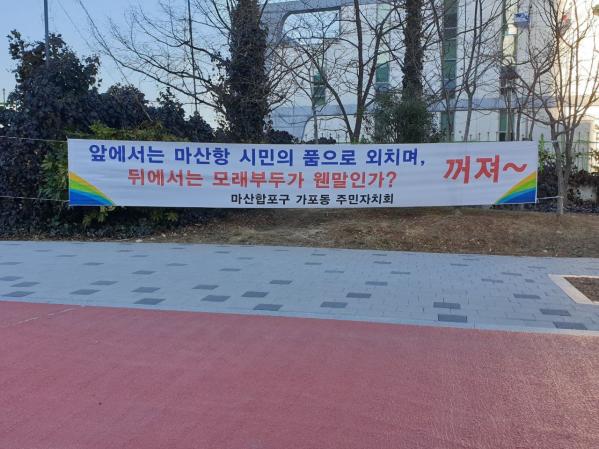 앞에서는 마산항 시민의 품으로 외치며,
뒤에서는 모래부두가 웬말인가?
꺼져~
마산합포구 가포동 주민자치회